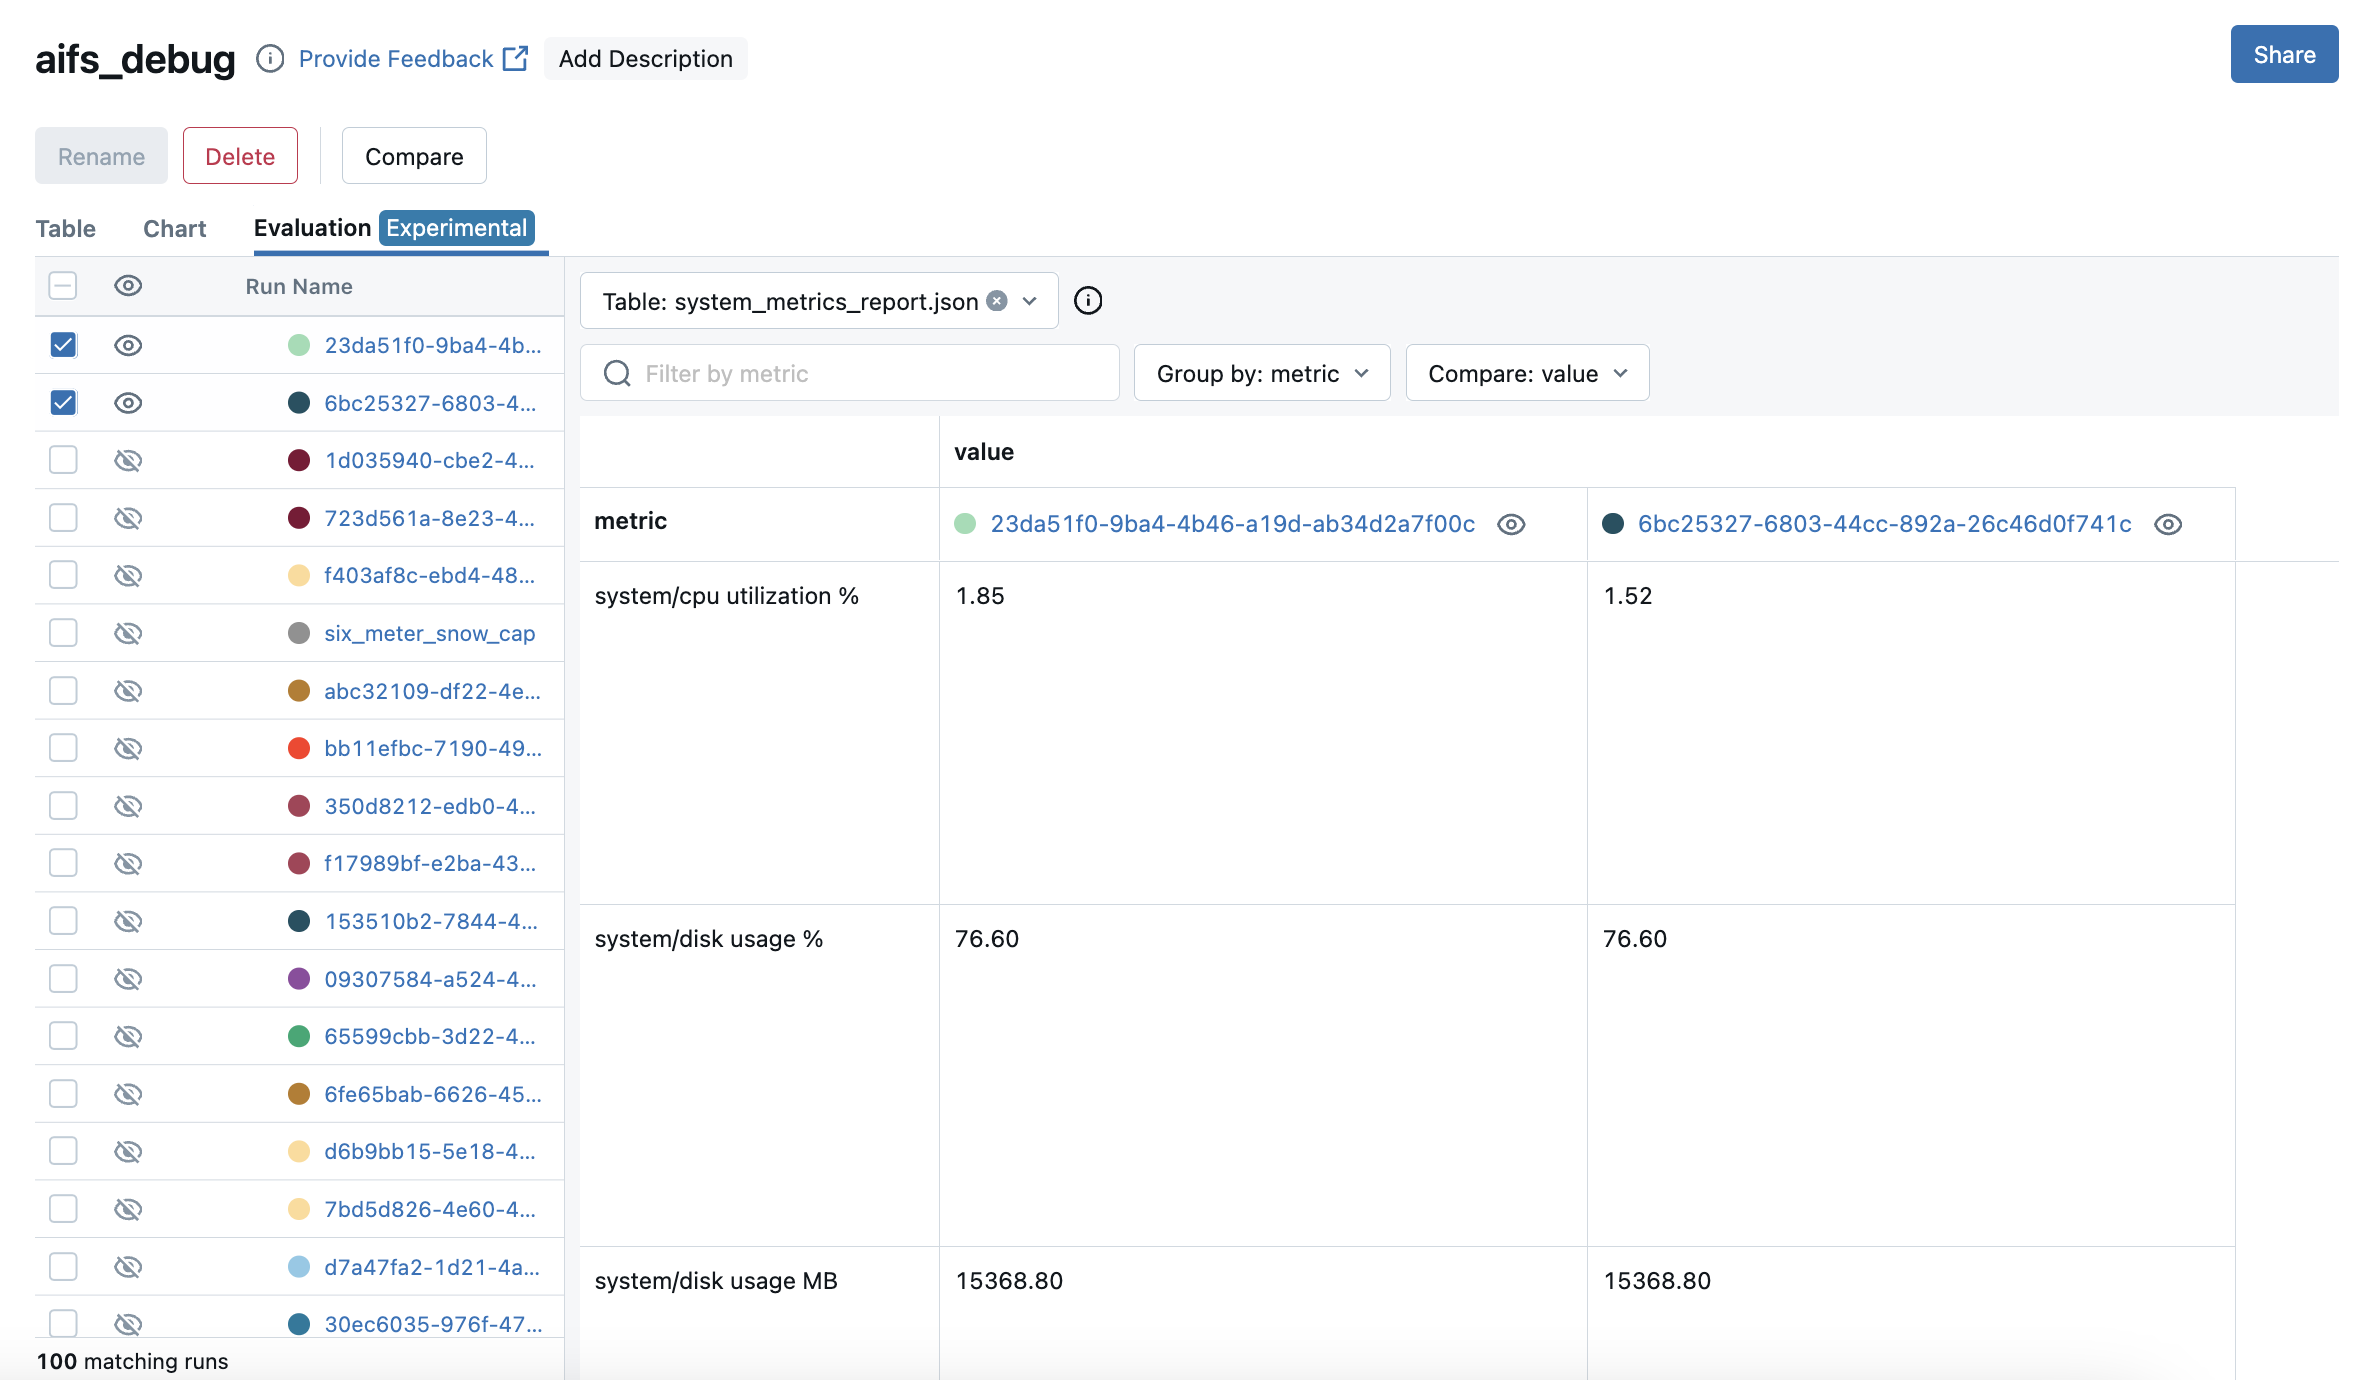 aifs_debug Provide Feedback Add Description Share
Rename Delete Compare
Table Chart Evaluation Experimental
Run Name
23da51f0-9ba4-4b...
6bc25327-6803-4...
1d035940-cbe2-4...
723d561a-8e23-4...
f403af8c-ebd4-48...
six_meter_snow_cap
abc32109-df22-4e...
bb11efbc-7190-49...
350d8212-edb0-4...
f17989bf-e2ba-43...
153510b2-7844-4...
09307584-a524-4...
65599cbb-3d22-4...
6fe65bab-6626-45...
d6b9bb15-5e18-4...
7bd5d826-4e60-4...
d7a47fa2-1d21-4a...
30ec6035-976f-47...
100 matching runs
Table: system_metrics_report.json
Filter by metric Group by: metric Compare: value
value
metric 23da51f0-9ba4-4b46-a19d-ab34d2a7f00c 6bc25327-6803-44cc-892a-26c46d0f741c
system/cpu utilization % 1.85 1.52
system/disk usage % 76.60 76.60
system/disk usage MB 15368.80 15368.80